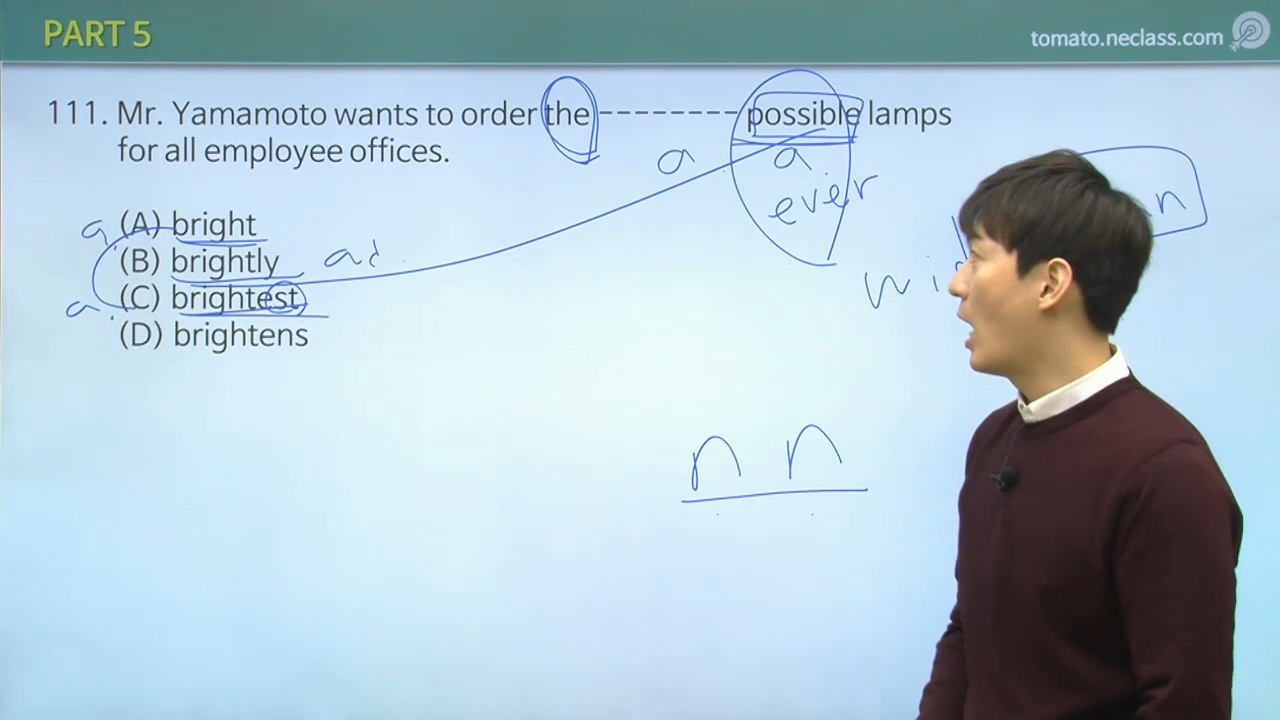 PART 5
tomato.neclass.com
111. Mr. Yamamoto wants to order the --------- possible lamps
for all employee offices.
a a
ever
n
a (A) bright
(B) brightly ad.
a. (C) brightest
(D) brightens
n n